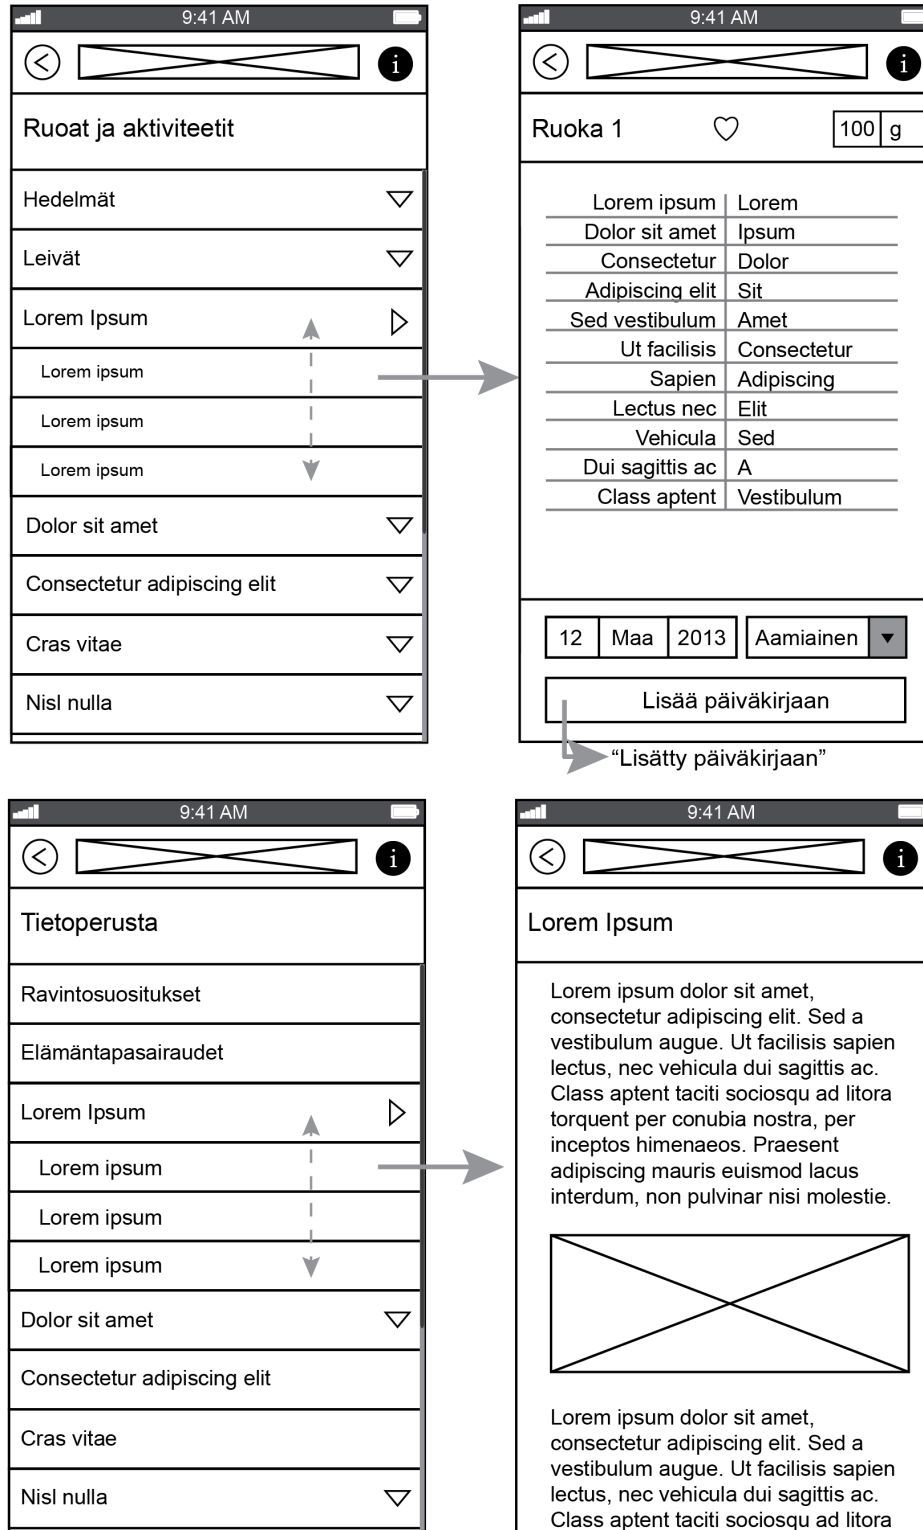 9:41 AM
i
Ruoat ja aktiviteetit
Hedelmät
Leivät
Lorem Ipsum
Lorem ipsum
Lorem ipsum
Lorem ipsum
Dolor sit amet
Consectetur adipiscing elit
Cras vitae
Nisl nulla
9:41 AM
i
Ruoka 1
100 g
Lorem ipsum Lorem
Dolor sit amet Ipsum
Consectetur Dolor
Adipiscing elit Sit
Sed vestibulum Amet
Ut facilisis Consectetur
Sapien Adipiscing
Lectus nec Elit
Vehicula Sed
Dui sagittis ac A
Class aptent Vestibulum
12 Maa 2013 Aamiainen
Lisää päiväkirjaan
“Lisätty päiväkirjaan”
9:41 AM
i
Tietoperusta
Ravintosuositukset
Elämäntapasairaudet
Lorem Ipsum
Lorem ipsum
Lorem ipsum
Lorem ipsum
Dolor sit amet
Consectetur adipiscing elit
Cras vitae
Nisl nulla
9:41 AM
i
Lorem Ipsum
Lorem ipsum dolor sit amet,
consectetur adipiscing elit. Sed a
vestibulum augue. Ut facilisis sapien
lectus, nec vehicula dui sagittis ac.
Class aptent taciti sociosqu ad litora
torquent per conubia nostra, per
inceptos himenaeos. Praesent
adipiscing mauris euismod lacus
interdum, non pulvinar nisi molestie.
Lorem ipsum dolor sit amet,
consectetur adipiscing elit. Sed a
vestibulum augue. Ut facilisis sapien
lectus, nec vehicula dui sagittis ac.
Class aptent taciti sociosqu ad litora